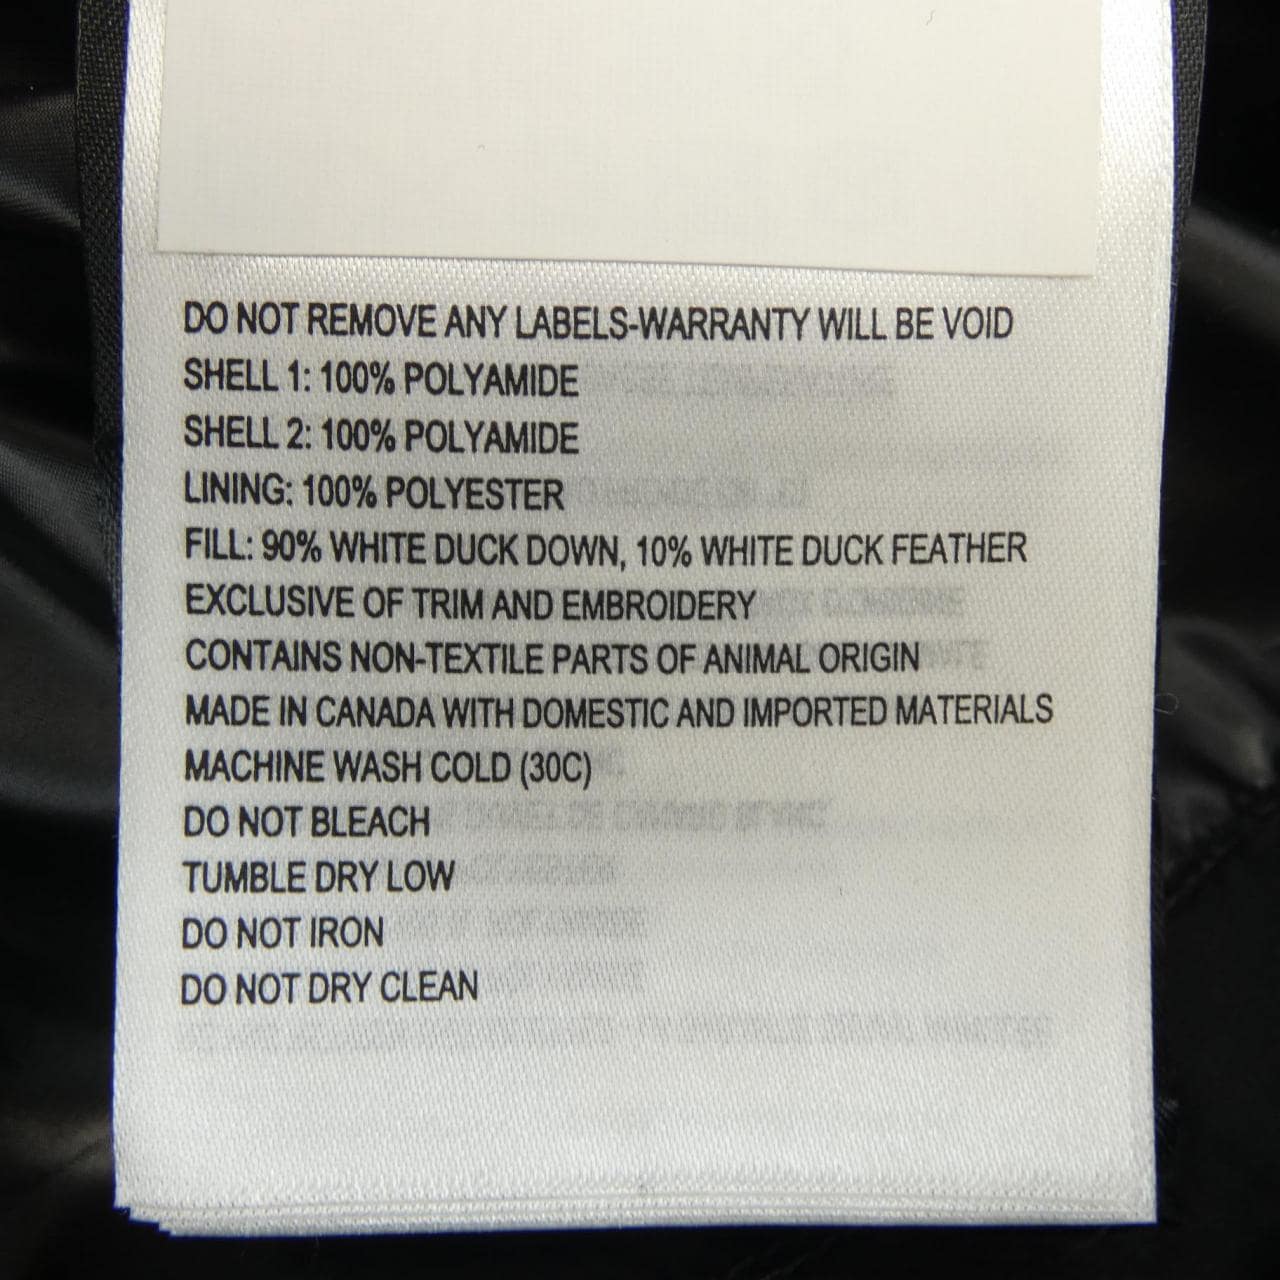 DO NOT REMOVE ANY LABELS-WARRANTY WILL BE VOID
SHELL 1: 100% POLYAMIDE
SHELL 2: 100% POLYAMIDE
LINING: 100% POLYESTER
FILL: 90% WHITE DUCK DOWN, 10% WHITE DUCK FEATHER
EXCLUSIVE OF TRIM AND EMBROIDERY
CONTAINS NON-TEXTILE PARTS OF ANIMAL ORIGIN
MADE IN CANADA WITH DOMESTIC AND IMPORTED MATERIALS
MACHINE WASH COLD (30C)
DO NOT BLEACH
TUMBLE DRY LOW
DO NOT IRON
DO NOT DRY CLEAN